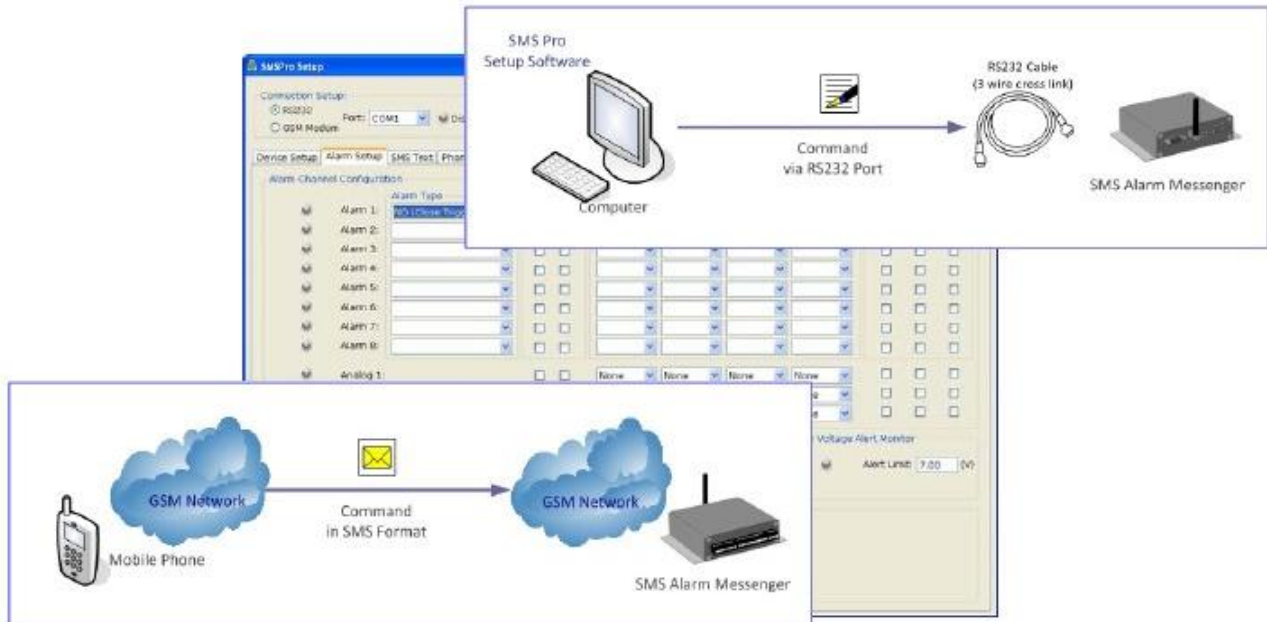 SMS Pro
Setup Software
RS232 Cable
(3 wire cross link)
Command
via RS232 Port
Computer
SMS Alarm Messenger
SMSPro Setup
Connection Setup:
RS232
GSM Modum
Port: COM1
Device Setup Alarm Setup SMS Text
Alarm Channel Configuration
Alarm Type
Alarm 1:
Alarm 2:
Alarm 3:
Alarm 4:
Alarm 5:
Alarm 6:
Alarm 7:
Alarm 8:
Analog 1: None None None None
Voltage Alert Monitor
Alert Limit: 7.00 (V)
GSM Network
Command
in SMS Format
GSM Network
Mobile Phone
SMS Alarm Messenger